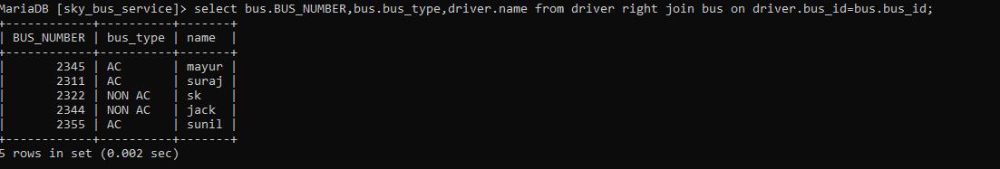 MariaDB [sky_bus_service]> select bus.BUS_NUMBER,bus.bus_type,driver.name from driver right join bus on driver.bus_id=bus.bus_id;
+------------+----------+-------+
| BUS_NUMBER | bus_type | name  |
+------------+----------+-------+
|       2345 | AC       | mayur |
|       2311 | AC       | suraj |
|       2322 | NON AC   | sk    |
|       2344 | NON AC   | jack  |
|       2355 | AC       | sunil |
+------------+----------+-------+
5 rows in set (0.002 sec)